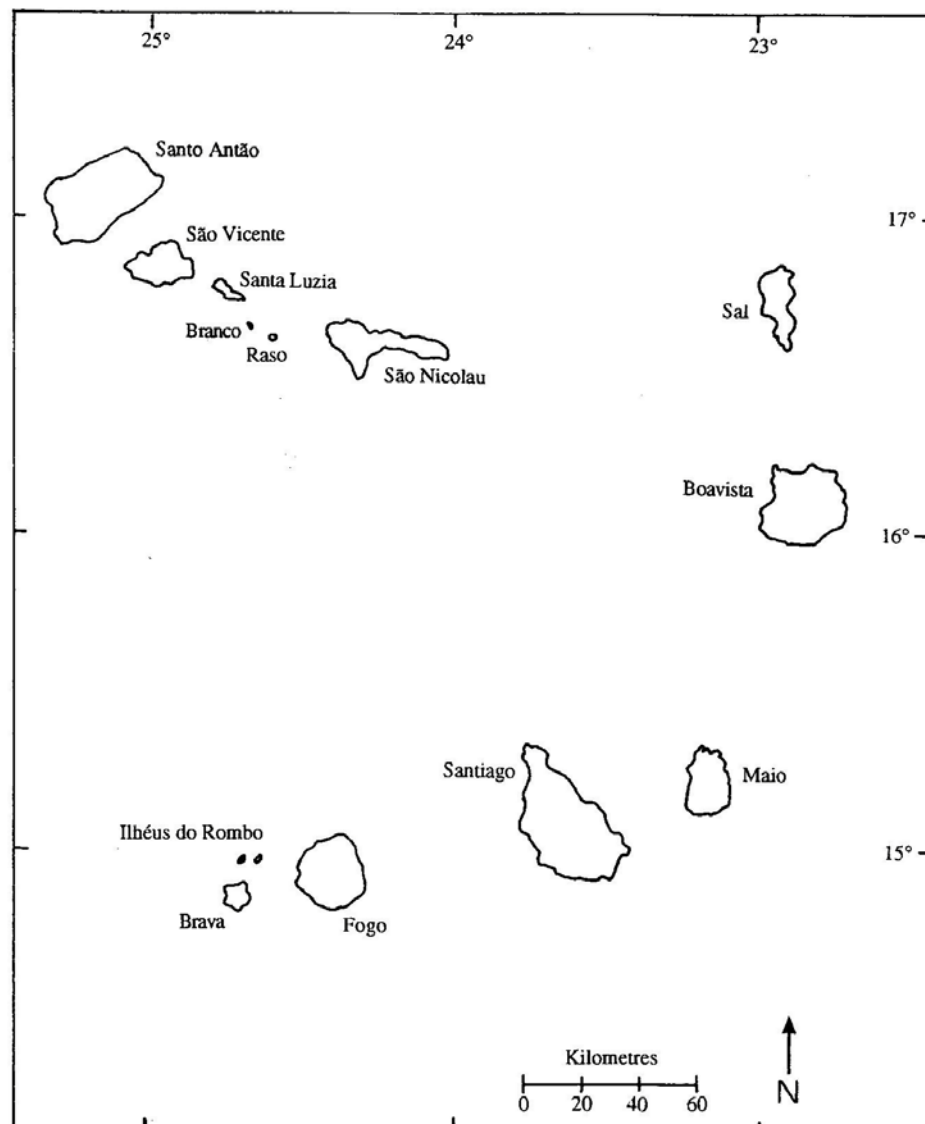 25°
24°
23°
Santo Antão
17°
São Vicente
Santa Luzia
Sal
Branco
Raso
São Nicolau
Boavista
16°
Santiago
Maio
Ilhéus do Rombo
15°
Brava
Fogo
Kilometres
0 20 40 60
N